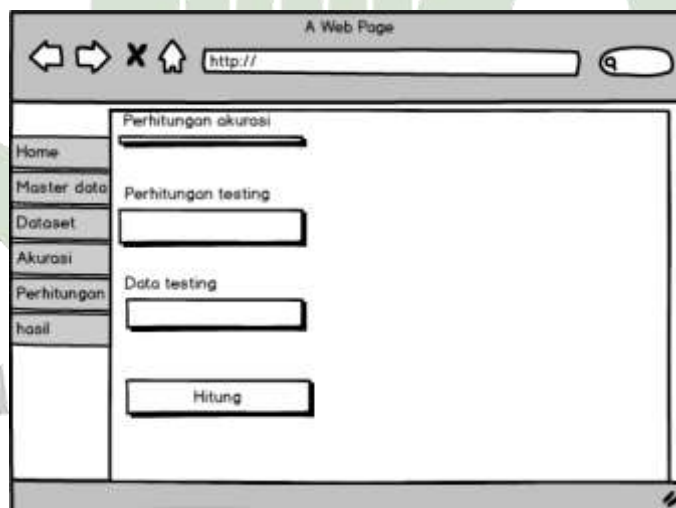 A Web Page
http://
Home
Master data
Dataset
Akurasi
Perhitungan
hasil
Perhitungan akurasi
Perhitungan testing
Data testing
Hitung